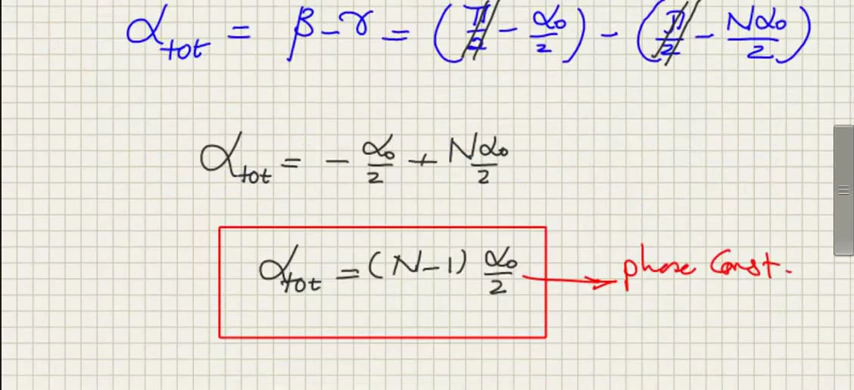 α_tot = β - γ = (π/2 - α₀/2) - (π/2 - Nα₀/2)
α_tot = - α₀/2 + Nα₀/2
α_tot = (N-1) α₀/2 → phase Const.